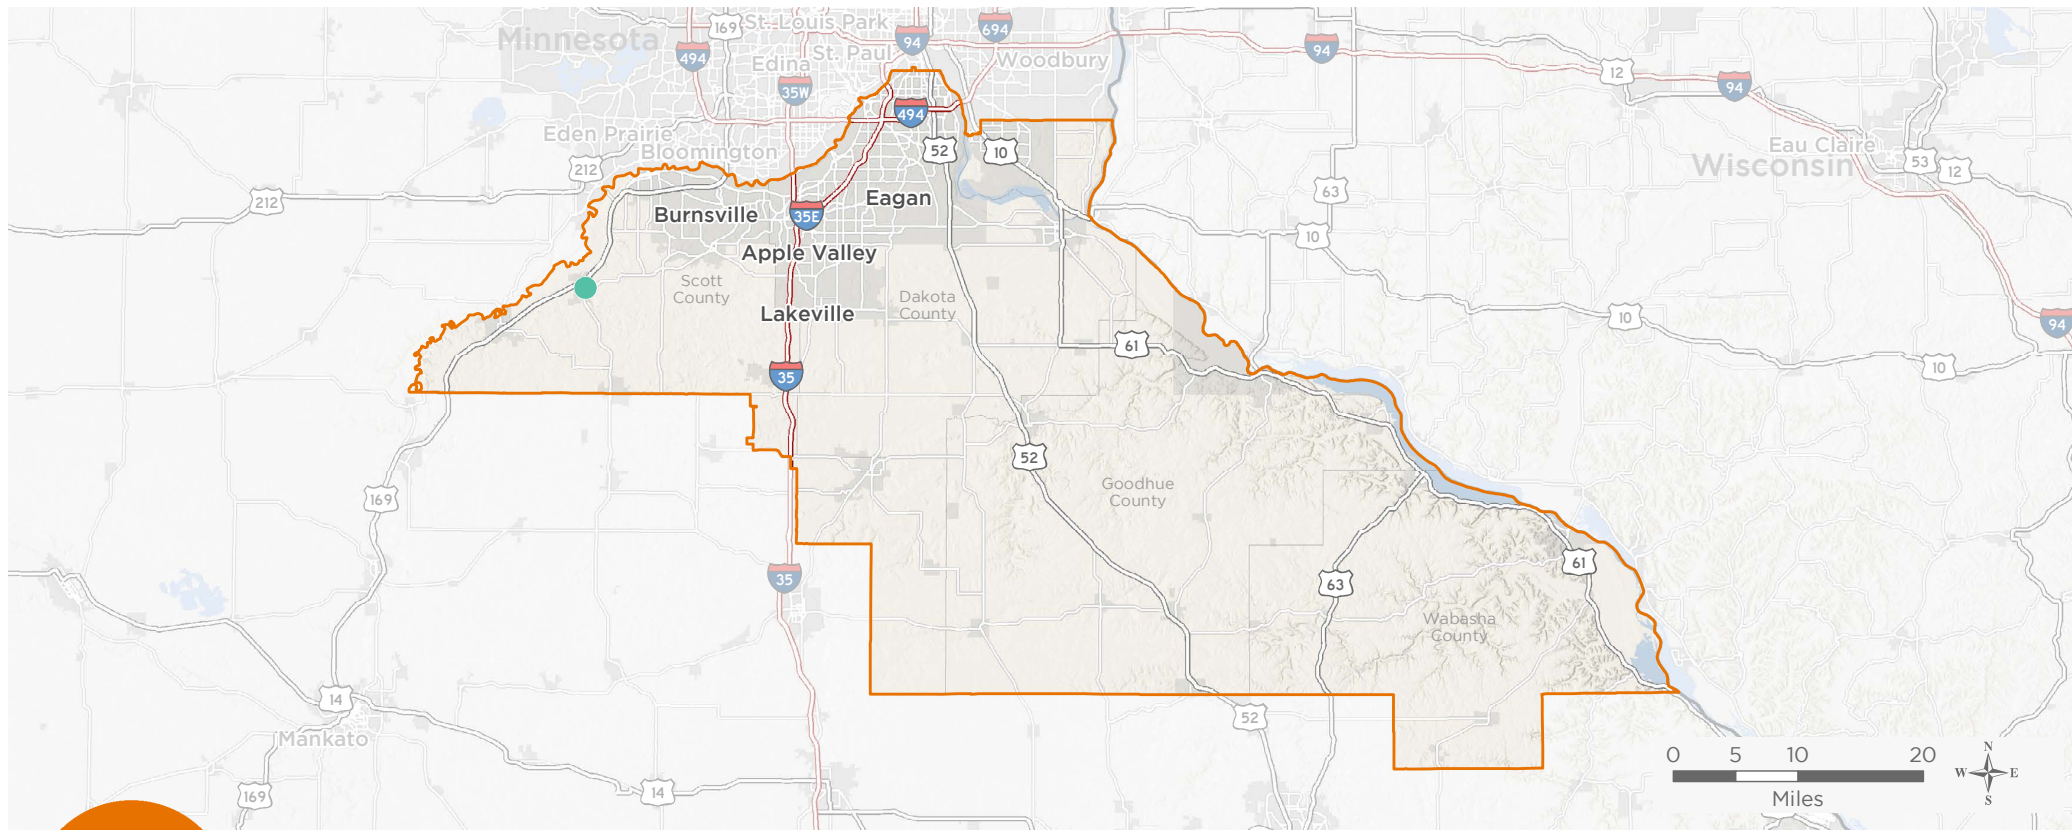 St. Louis Park
169
694
Minnesota
94
94
494
St. Paul
Edina
Woodbury
12
35W
94
494
Eden Prairie
Bloomington
52
10
Eau Claire
Wisconsin
53
12
212
63
212
Eagan
Burnsville
35E
10
Apple Valley
Scott
County
Dakota
County
Lakeville
10
94
61
35
10
52
169
Goodhue
County
61
35
63
Wabasha
County
14
52
Mankato
0 5 10 20
Miles
N
W E
S
14
169